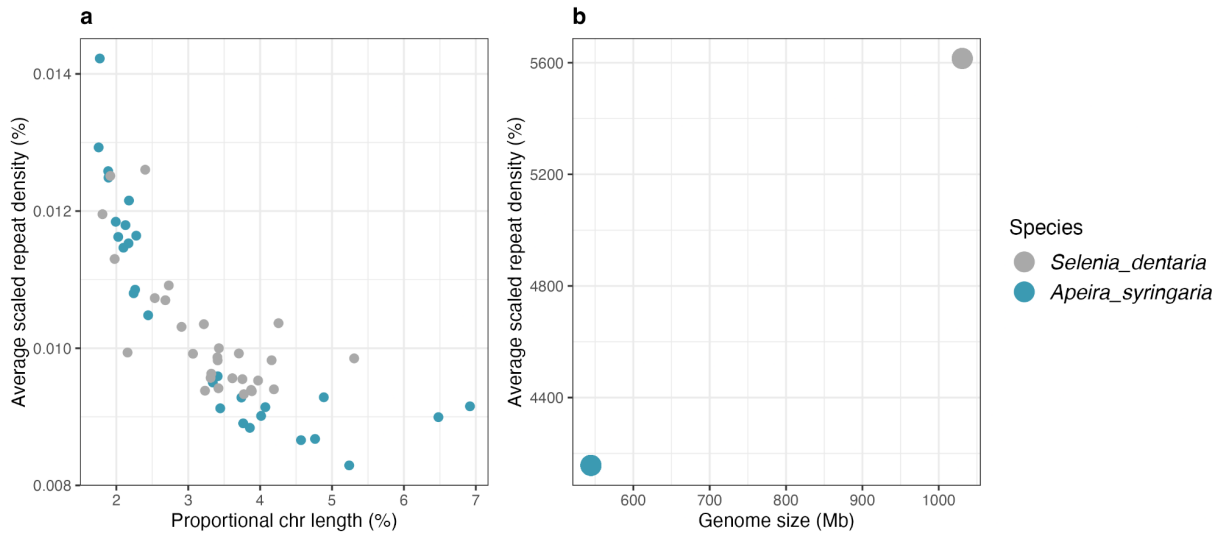 a
b
0.014
0.012
0.010
0.008
Average scaled repeat density (%)
2 3 4 5 6 7
Proportional chr length (%)
5600
5200
4800
4400
Average scaled repeat density (%)
600 700 800 900 1000
Genome size (Mb)
Species
Selenia_dentaria
Apeira_syringaria